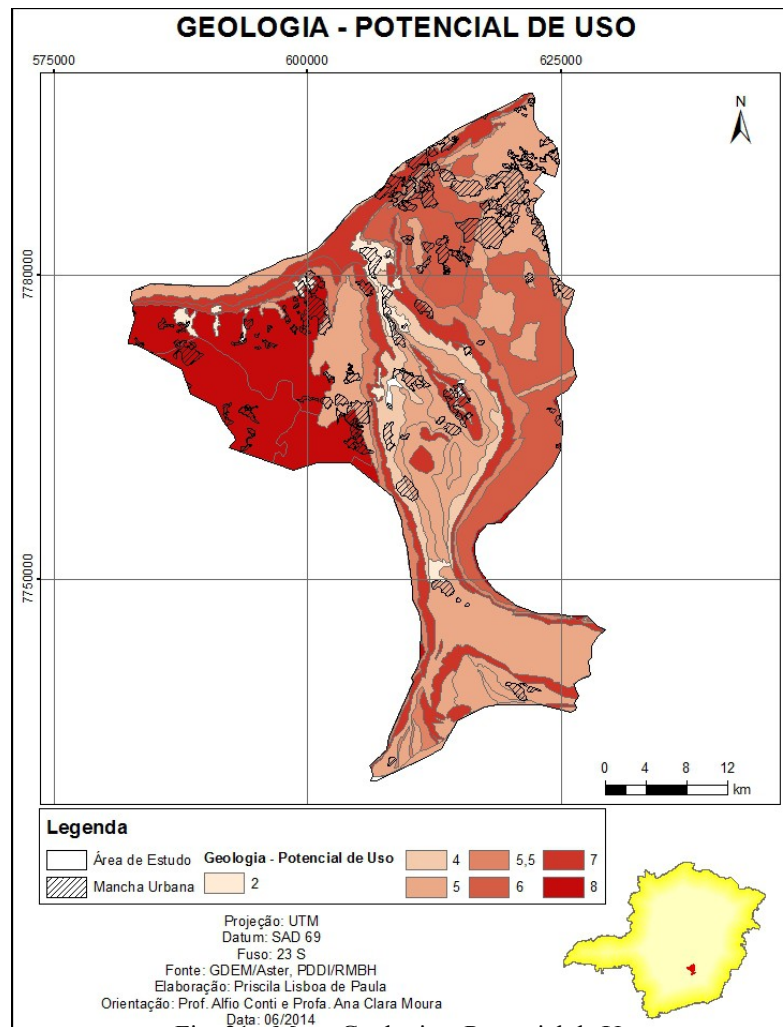 GEOLOGIA - POTENCIAL DE USO
575000 600000 625000
N
7780000
7750000
0 4 8 12
km
Legenda
Área de Estudo
Mancha Urbana
Geologia - Potencial de Uso
2
4 5,5 7
5 6 8
Projeção: UTM
Datum: SAD 69
Fuso: 23 S
Fonte: GDEM/Aster, PDDI/RMBH
Elaboração: Priscila Lisboa de Paula
Orientação: Prof. Alfio Conti e Profa. Ana Clara Moura
Data: 06/2014